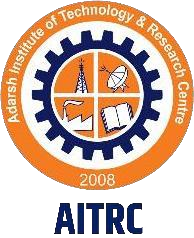 Adarsh Institute of Technology & Research Centre
2008
AITRC